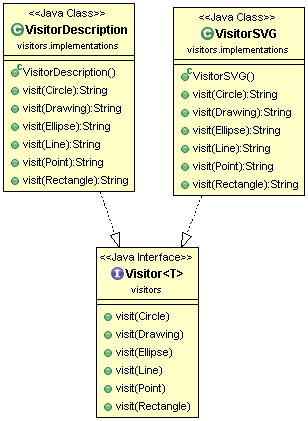 <<Java Class>>
VisitorDescription
visitors.implementations
VisitorDescription()
visit(Circle):String
visit(Drawing):String
visit(Ellipse):String
visit(Line):String
visit(Point):String
visit(Rectangle):String
<<Java Class>>
VisitorSVG
visitors.implementations
VisitorSVG()
visit(Circle):String
visit(Drawing):String
visit(Ellipse):String
visit(Line):String
visit(Point):String
visit(Rectangle):String
<<Java Interface>>
Visitor<T>
visitors
visit(Circle)
visit(Drawing)
visit(Ellipse)
visit(Line)
visit(Point)
visit(Rectangle)